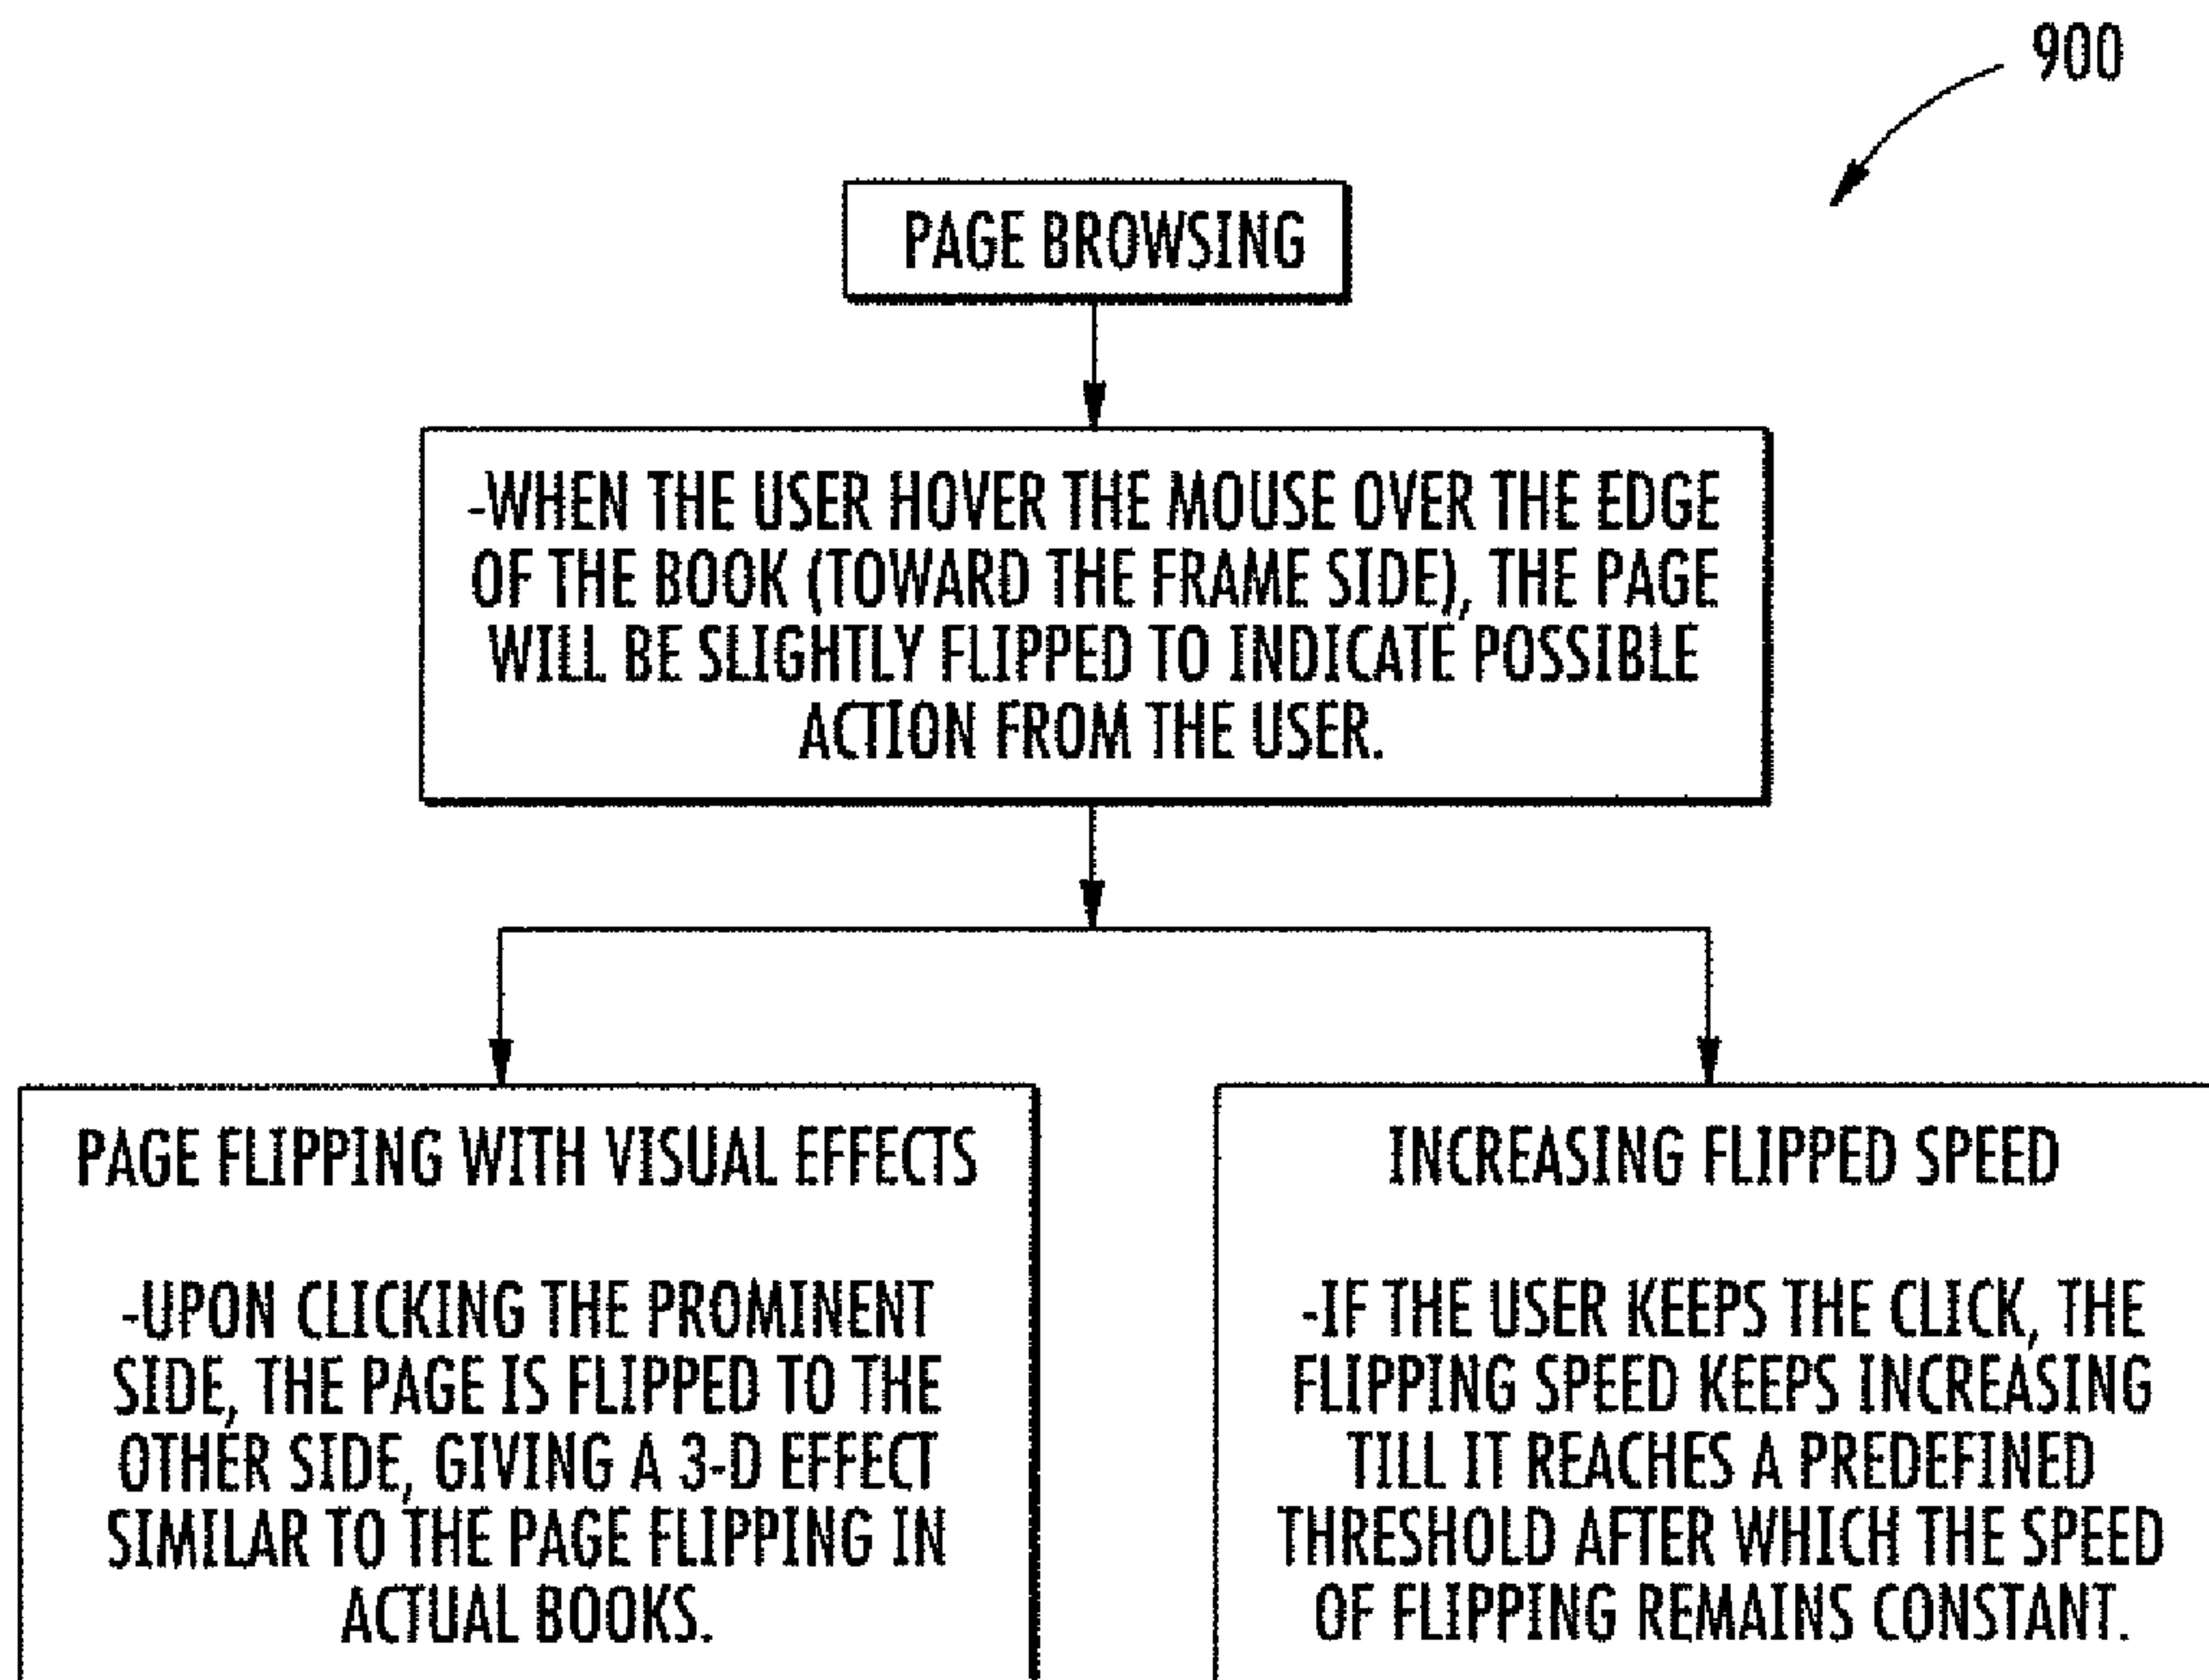 900
PAGE BROWSING
-WHEN THE USER HOVER THE MOUSE OVER THE EDGE
OF THE BOOK (TOWARD THE FRAME SIDE), THE PAGE
WILL BE SLIGHTLY FLIPPED TO INDICATE POSSIBLE
ACTION FROM THE USER.
PAGE FLIPPING WITH VISUAL EFFECTS
-UPON CLICKING THE PROMINENT
SIDE, THE PAGE IS FLIPPED TO THE
OTHER SIDE, GIVING A 3-D EFFECT
SIMILAR TO THE PAGE FLIPPING IN
ACTUAL BOOKS.
INCREASING FLIPPED SPEED
-IF THE USER KEEPS THE CLICK, THE
FLIPPING SPEED KEEPS INCREASING
TILL IT REACHES A PREDEFINED
THRESHOLD AFTER WHICH THE SPEED
OF FLIPPING REMAINS CONSTANT.